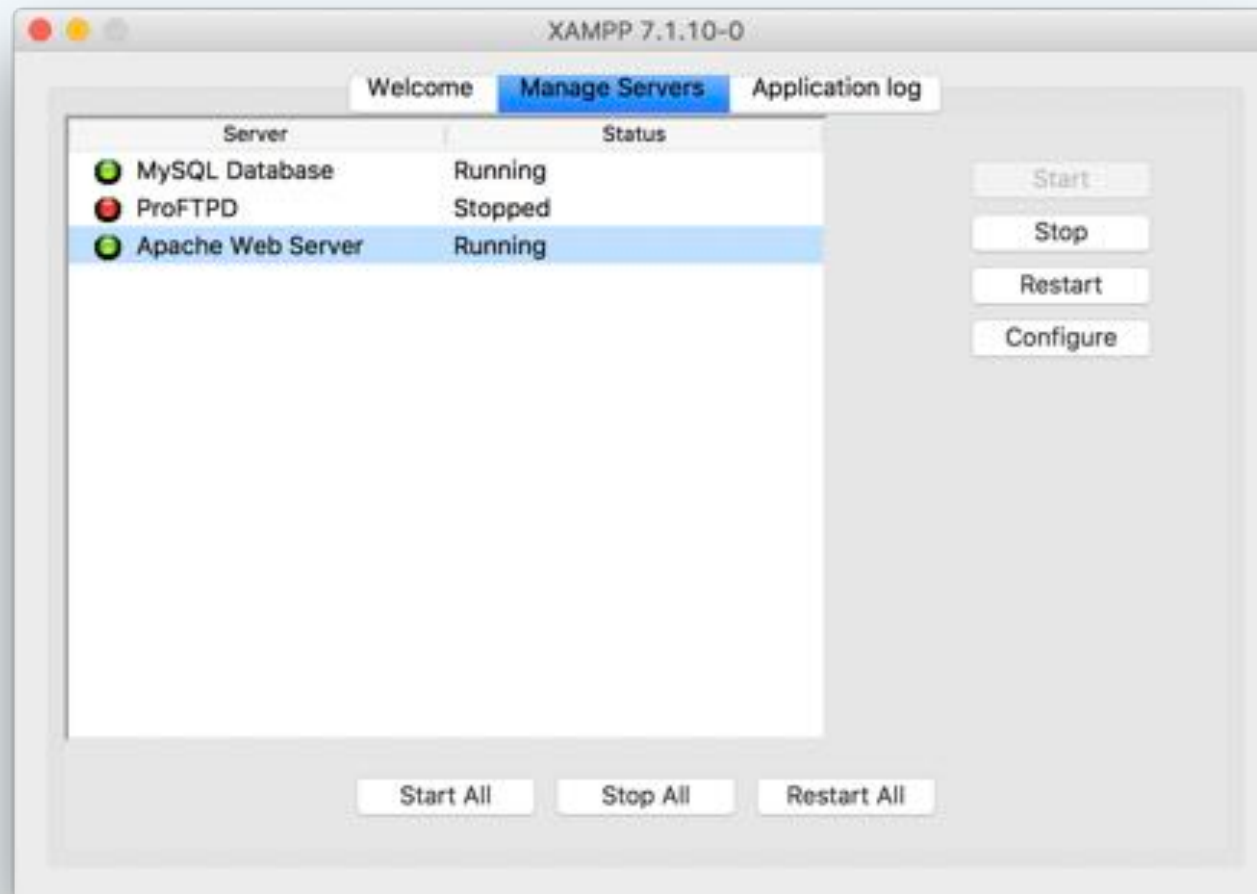 XAMPP 7.1.10-0
Welcome Manage Servers Application log
Server Status
MySQL Database Running
ProFTPD Stopped
Apache Web Server Running
Start
Stop
Restart
Configure
Start All Stop All Restart All